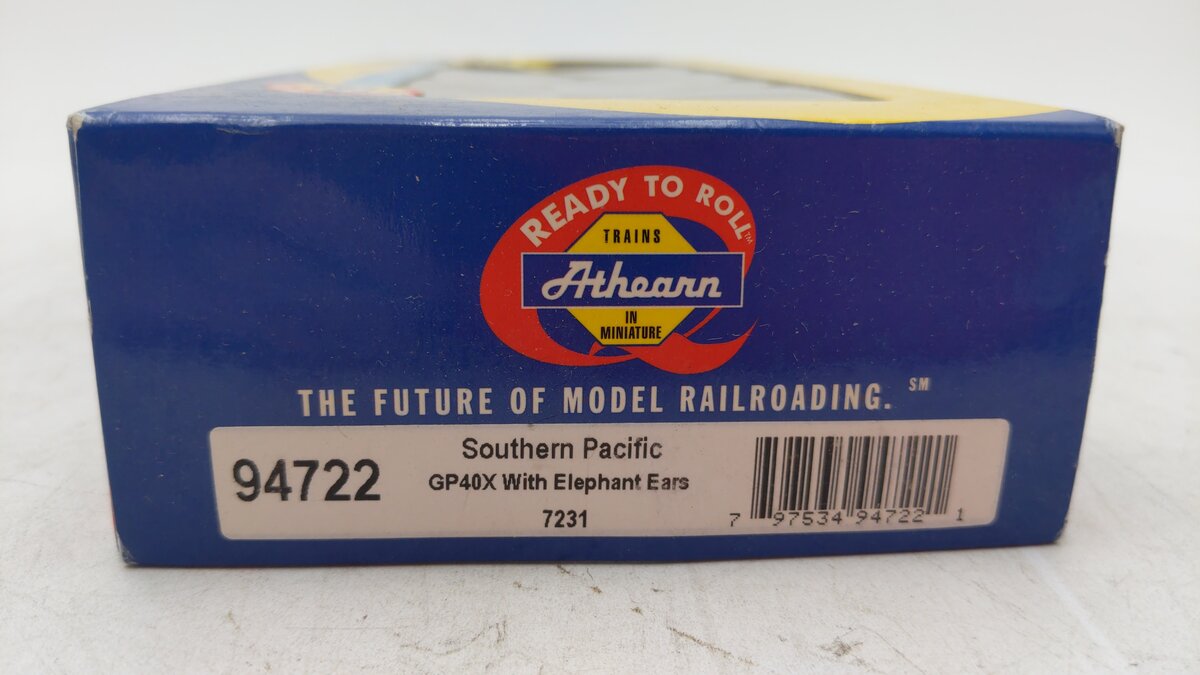 READY TO ROLL™
TRAINS
Athearn
IN
MINIATURE
THE FUTURE OF MODEL RAILROADING.℠
94722
Southern Pacific
GP40X With Elephant Ears
7231
7 97534 94722 1